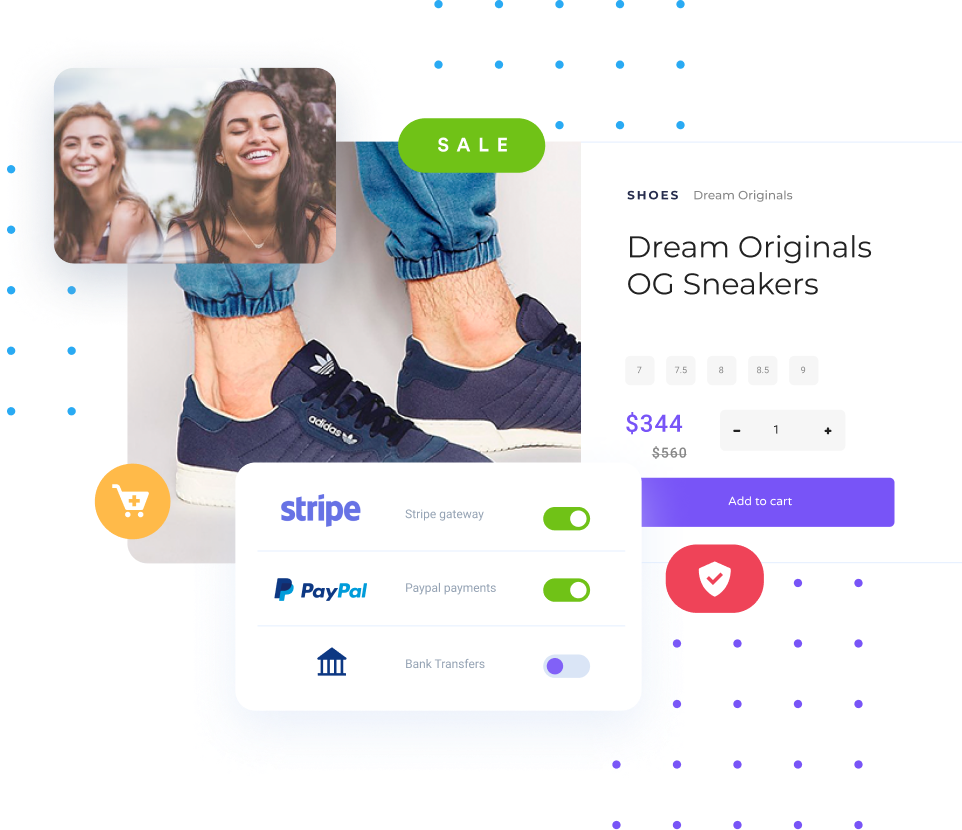 SALE
SHOES Dream Originals
Dream Originals
OG Sneakers
7 7.5 8 8.5 9
$344
- 1 +
$560
Add to cart
adidas
stripe Stripe gateway
PayPal Paypal payments
Bank Transfers